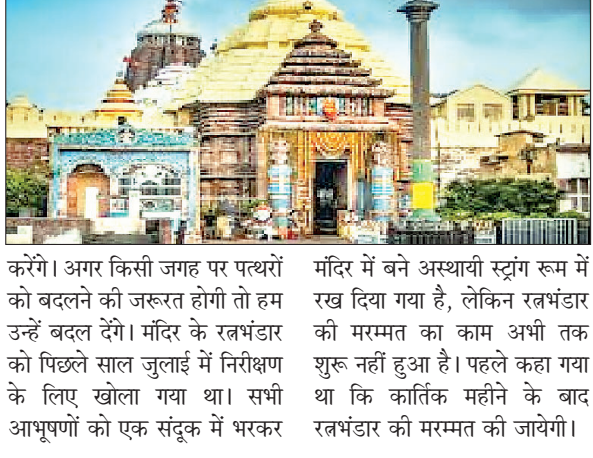 करेंगे। अगर किसी जगह पर पत्थरों
को बदलने की जरूरत होगी तो हम
उन्हें बदल देंगे। मंदिर के रत्नभंडार
को पिछले साल जुलाई में निरीक्षण
के लिए खोला गया था। सभी
आभूषणों को एक संदूक में भरकर
मंदिर में बने अस्थायी स्ट्रांग रूम में
रख दिया गया है, लेकिन रत्नभंडार
की मरम्मत का काम अभी तक
शुरू नहीं हुआ है। पहले कहा गया
था कि कार्तिक महीने के बाद
रत्नभंडार की मरम्मत की जायेगी।